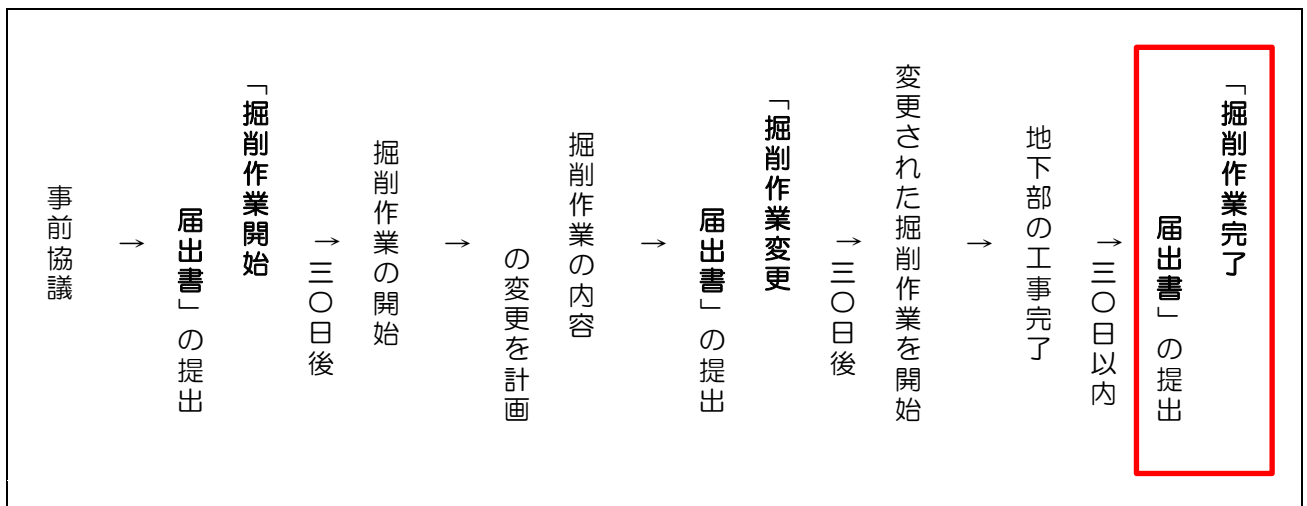 事前協議
→
「掘削作業開始
届出書」の提出
→三〇日後
掘削作業の開始
→
掘削作業の内容
の変更を計画
→
「掘削作業変更
届出書」の提出
→三〇日後
変更された掘削作業を開始
→
地下部の工事完了
→三〇日以内
「掘削作業完了
届出書」の提出